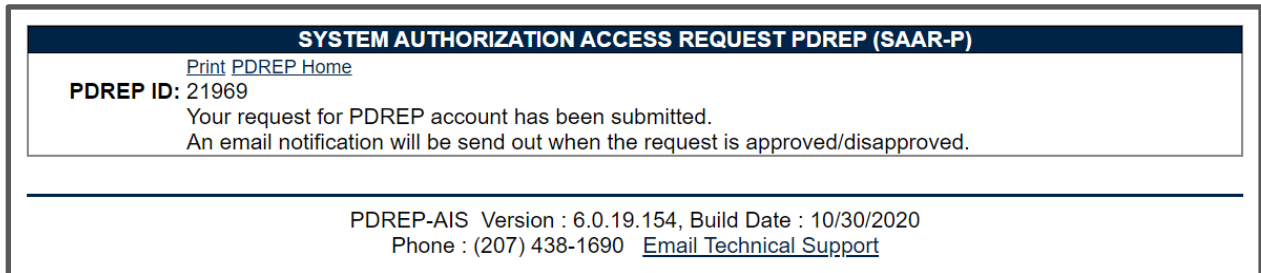 SYSTEM AUTHORIZATION ACCESS REQUEST PDREP (SAAR-P)
Print PDREP Home
PDREP ID: 21969
Your request for PDREP account has been submitted.
An email notification will be send out when the request is approved/disapproved.
PDREP-AIS Version : 6.0.19.154, Build Date : 10/30/2020
Phone : (207) 438-1690 Email Technical Support